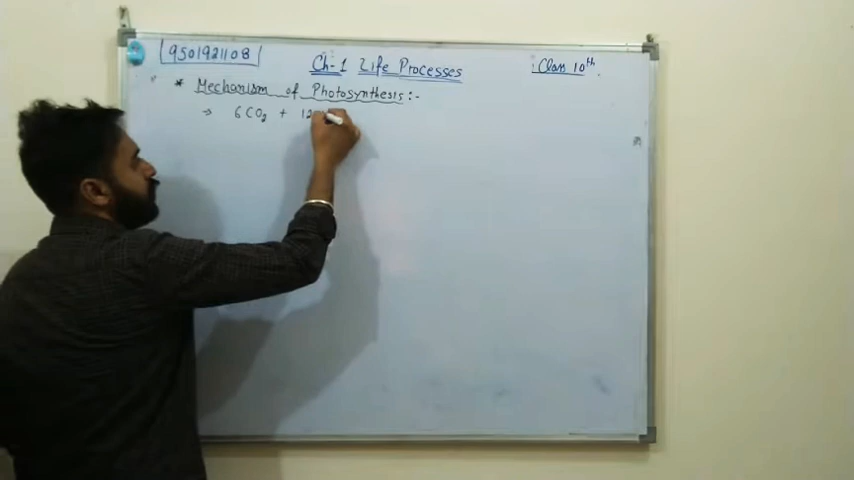 9501921108
Ch-1 Life Processes
Class 10th
* Mechanism of Photosynthesis :-
→ 6CO₂ + 12